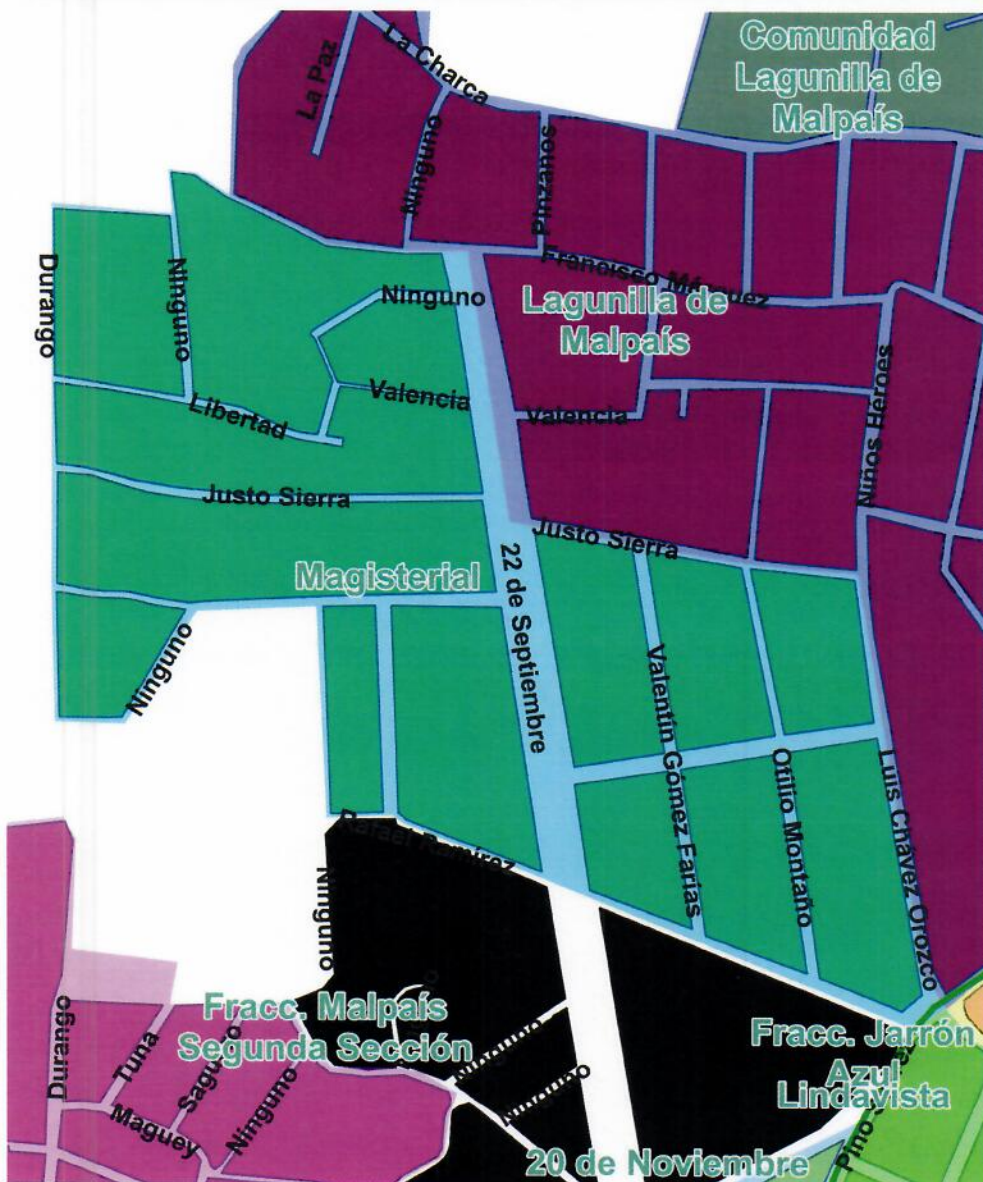 Comunidad
Lagunilla de
Malpaís
La Charca
La Paz
Ninguno
Pinzanos
Francisco Márquez
Durango
Ninguno
Ninguno
Lagunilla de
Malpaís
Niños Héroes
Libertad
Valencia
Valencia
Justo Sierra
Justo Sierra
Magisterial
22 de Septiembre
Ninguno
Valentín Gómez Farías
Otilio Montaño
Luis Chávez Orozco
Rafael Ramírez
Ninguno
Fracc. Malpaís
Segunda Sección
Ninguno
Ninguno
Fracc. Jarrón
Azul
Lindavista
Durango
Tuna
Saguaro
Ninguno
Maguey
20 de Noviembre